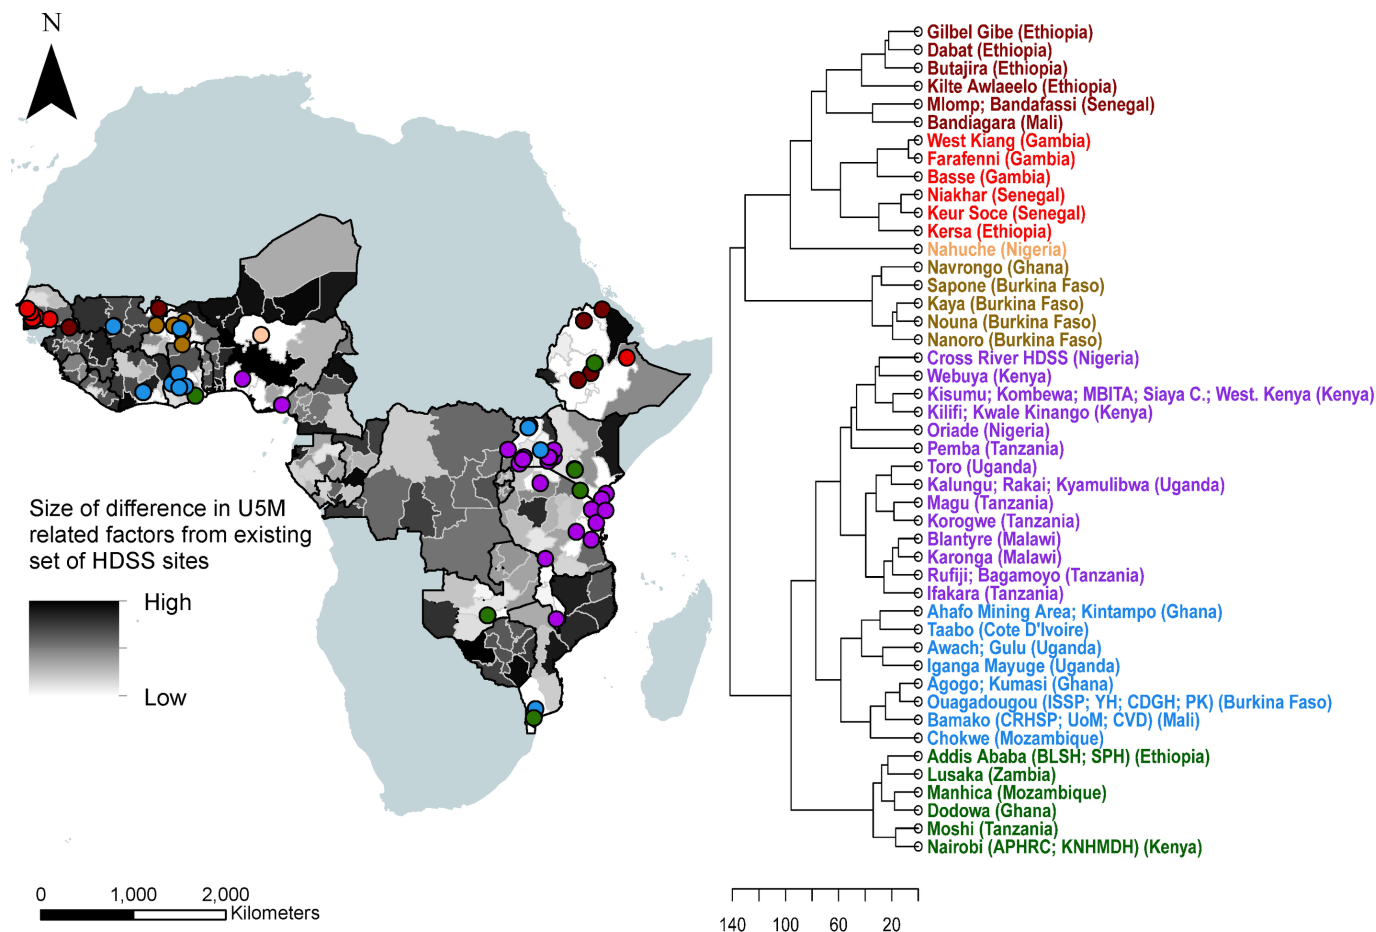 N
Size of difference in U5M
related factors from existing
set of HDSS sites
High
Low
0 1,000 2,000
Kilometers
Gilbel Gibe (Ethiopia)
Dabat (Ethiopia)
Butajira (Ethiopia)
Kilte Awlaeelo (Ethiopia)
Mlomp; Bandafassi (Senegal)
Bandiagara (Mali)
West Kiang (Gambia)
Farafenni (Gambia)
Basse (Gambia)
Niakhar (Senegal)
Keur Soce (Senegal)
Kersa (Ethiopia)
Nahuche (Nigeria)
Navrongo (Ghana)
Sapone (Burkina Faso)
Kaya (Burkina Faso)
Nouna (Burkina Faso)
Nanoro (Burkina Faso)
Cross River HDSS (Nigeria)
Webuya (Kenya)
Kisumu; Kombewa; MBITA; Siaya C.; West. Kenya (Kenya)
Kilifi; Kwale Kinango (Kenya)
Oriade (Nigeria)
Pemba (Tanzania)
Toro (Uganda)
Kalungu; Rakai; Kyamulibwa (Uganda)
Magu (Tanzania)
Korogwe (Tanzania)
Blantyre (Malawi)
Karonga (Malawi)
Rufiji; Bagamoyo (Tanzania)
Ifakara (Tanzania)
Ahafo Mining Area; Kintampo (Ghana)
Taabo (Cote D'Ivoire)
Awach; Gulu (Uganda)
Iganga Mayuge (Uganda)
Agogo; Kumasi (Ghana)
Ouagadougou (ISSP; YH; CDGH; PK) (Burkina Faso)
Bamako (CRHSP; UoM; CVD) (Mali)
Chokwe (Mozambique)
Addis Ababa (BLSH; SPH) (Ethiopia)
Lusaka (Zambia)
Manhica (Mozambique)
Dodowa (Ghana)
Moshi (Tanzania)
Nairobi (APHRC; KNHMDH) (Kenya)
140 100 60 20